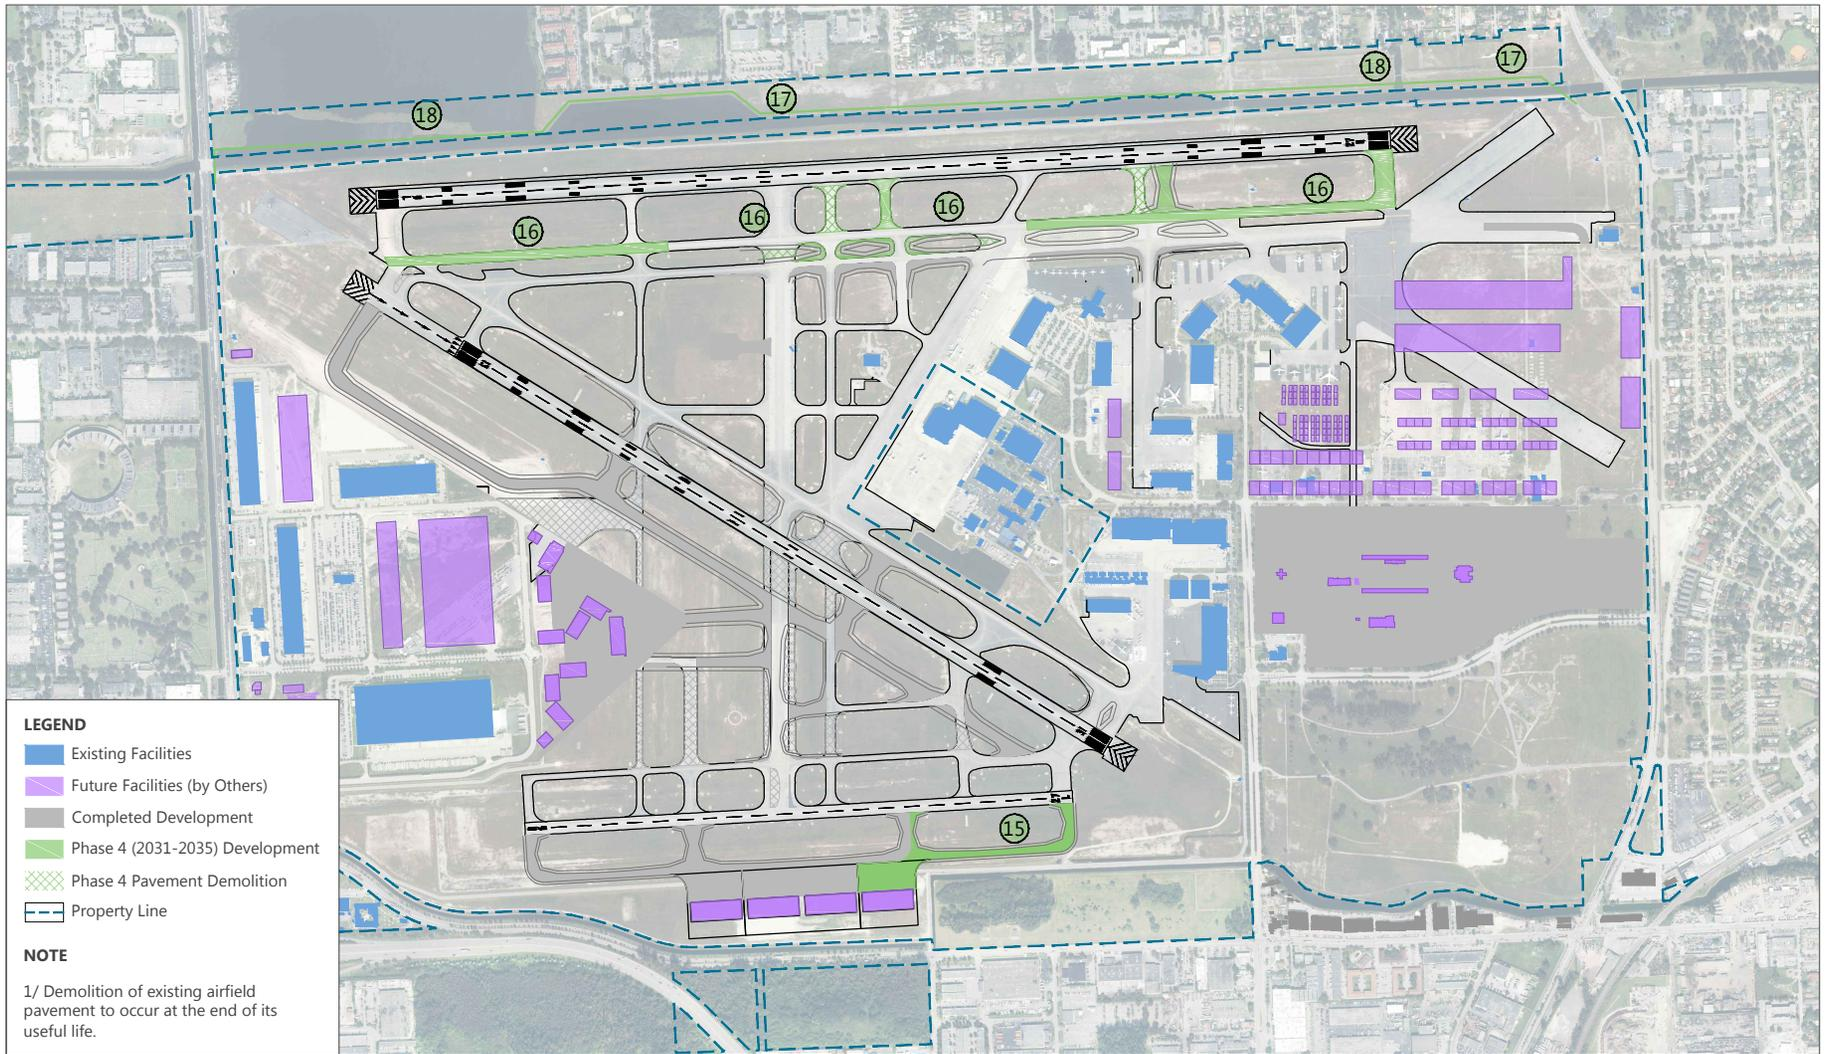 18
17
18
17
16
16
16
16
15
LEGEND
Existing Facilities
Future Facilities (by Others)
Completed Development
Phase 4 (2031-2035) Development
Phase 4 Pavement Demolition
Property Line
NOTE
1/ Demolition of existing airfield
pavement to occur at the end of its
useful life.